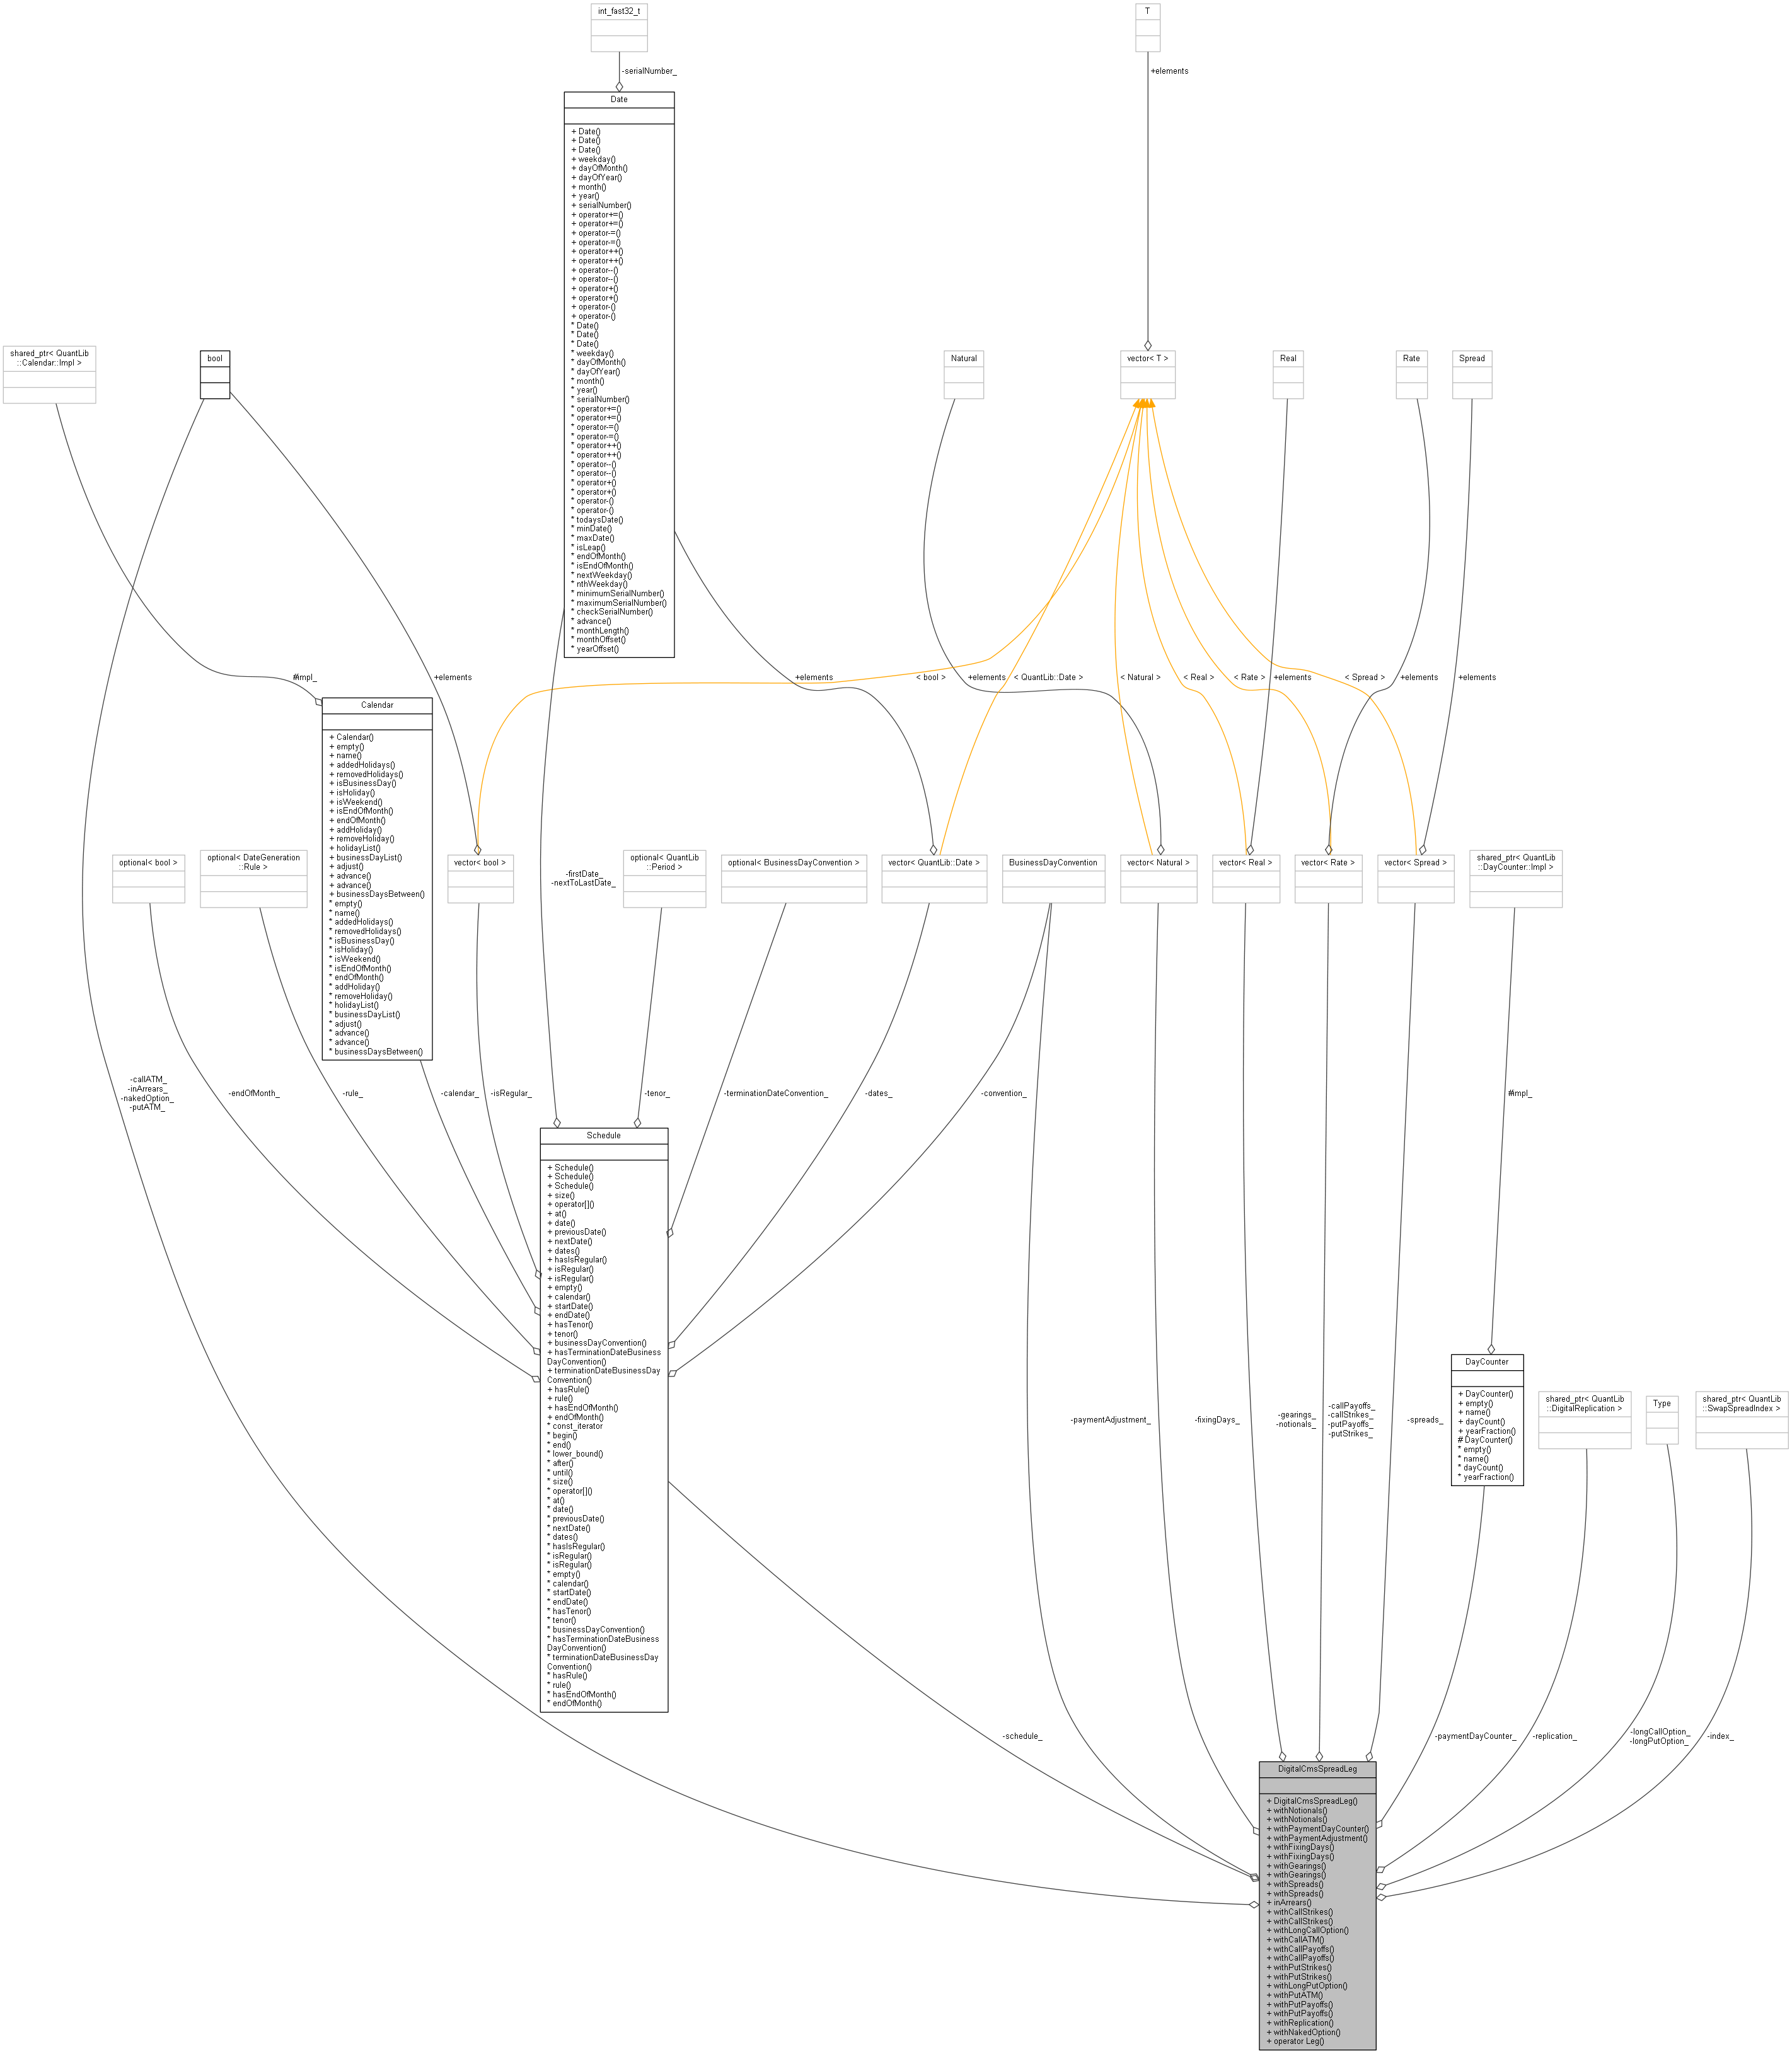 int_fast32_t
T
-serialNumber_
+elements
Date
+ Date()
+ Date()
+ Date()
+ weekday()
+ dayOfMonth()
+ dayOfYear()
+ month()
+ year()
+ serialNumber()
+ operator+=()
+ operator+=()
+ operator-=()
+ operator-=()
+ operator++()
+ operator++()
+ operator--()
+ operator--()
+ operator+()
+ operator+()
+ operator-()
+ operator-()
* Date()
* Date()
* Date()
* weekday()
* dayOfMonth()
* dayOfYear()
* month()
* year()
* serialNumber()
* operator+=()
* operator+=()
* operator-=()
* operator-=()
* operator++()
* operator++()
* operator--()
* operator--()
* operator+()
* operator+()
* operator-()
* operator-()
* todaysDate()
* minDate()
* maxDate()
* isLeap()
* endOfMonth()
* isEndOfMonth()
* nextWeekday()
* nthWeekday()
* minimumSerialNumber()
* maximumSerialNumber()
* checkSerialNumber()
* advance()
* monthLength()
* monthOffset()
* yearOffset()
shared_ptr< QuantLib
::Calendar::Impl >
bool
Natural
vector< T >
Real
Rate
Spread
#impl_
+elements
+elements
< bool >
+elements
< QuantLib::Date >
< Natural >
< Real >
< Rate >
+elements
< Spread >
+elements
+elements
Calendar
+ Calendar()
+ empty()
+ name()
+ addedHolidays()
+ removedHolidays()
+ isBusinessDay()
+ isHoliday()
+ isWeekend()
+ isEndOfMonth()
+ endOfMonth()
+ addHoliday()
+ removeHoliday()
+ holidayList()
+ businessDayList()
+ adjust()
+ advance()
+ advance()
+ businessDaysBetween()
* empty()
* name()
* addedHolidays()
* removedHolidays()
* isBusinessDay()
* isHoliday()
* isWeekend()
* isEndOfMonth()
* endOfMonth()
* addHoliday()
* removeHoliday()
* holidayList()
* businessDayList()
* adjust()
* advance()
* advance()
* businessDaysBetween()
optional< bool >
optional< DateGeneration
::Rule >
vector< bool >
-firstDate_
-nextToLastDate_
optional< QuantLib
::Period >
optional< BusinessDayConvention >
vector< QuantLib::Date >
BusinessDayConvention
vector< Natural >
vector< Real >
vector< Rate >
vector< Spread >
shared_ptr< QuantLib
::DayCounter::Impl >
-callATM_
-inArrears_
-nakedOption_
-putATM_
-endOfMonth_
-rule_
-calendar_
-isRegular_
-tenor_
-terminationDateConvention_
-dates_
-convention_
#impl_
Schedule
+ Schedule()
+ Schedule()
+ Schedule()
+ size()
+ operator[]()
+ at()
+ date()
+ previousDate()
+ nextDate()
+ dates()
+ hasIsRegular()
+ isRegular()
+ isRegular()
+ empty()
+ calendar()
+ startDate()
+ endDate()
+ hasTenor()
+ tenor()
+ businessDayConvention()
+ hasTerminationDateBusiness
DayConvention()
+ terminationDateBusinessDay
Convention()
+ hasRule()
+ rule()
+ hasEndOfMonth()
+ endOfMonth()
* const_iterator
* begin()
* end()
* lower_bound()
* after()
* until()
* size()
* operator[]()
* at()
* date()
* previousDate()
* nextDate()
* dates()
* hasIsRegular()
* isRegular()
* isRegular()
* empty()
* calendar()
* startDate()
* endDate()
* hasTenor()
* tenor()
* businessDayConvention()
* hasTerminationDateBusiness
DayConvention()
* terminationDateBusinessDay
Convention()
* hasRule()
* rule()
* hasEndOfMonth()
* endOfMonth()
-paymentAdjustment_
-fixingDays_
-gearings_
-notionals_
-callPayoffs_
-callStrikes_
-putPayoffs_
-putStrikes_
-spreads_
DayCounter
+ DayCounter()
+ empty()
+ name()
+ dayCount()
+ yearFraction()
# DayCounter()
* empty()
* name()
* dayCount()
* yearFraction()
shared_ptr< QuantLib
::DigitalReplication >
Type
shared_ptr< QuantLib
::SwapSpreadIndex >
-schedule_
-paymentDayCounter_
-replication_
-longCallOption_
-longPutOption_
-index_
DigitalCmsSpreadLeg
+ DigitalCmsSpreadLeg()
+ withNotionals()
+ withNotionals()
+ withPaymentDayCounter()
+ withPaymentAdjustment()
+ withFixingDays()
+ withFixingDays()
+ withGearings()
+ withGearings()
+ withSpreads()
+ withSpreads()
+ inArrears()
+ withCallStrikes()
+ withCallStrikes()
+ withLongCallOption()
+ withCallATM()
+ withCallPayoffs()
+ withCallPayoffs()
+ withPutStrikes()
+ withPutStrikes()
+ withLongPutOption()
+ withPutATM()
+ withPutPayoffs()
+ withPutPayoffs()
+ withReplication()
+ withNakedOption()
+ operator Leg()